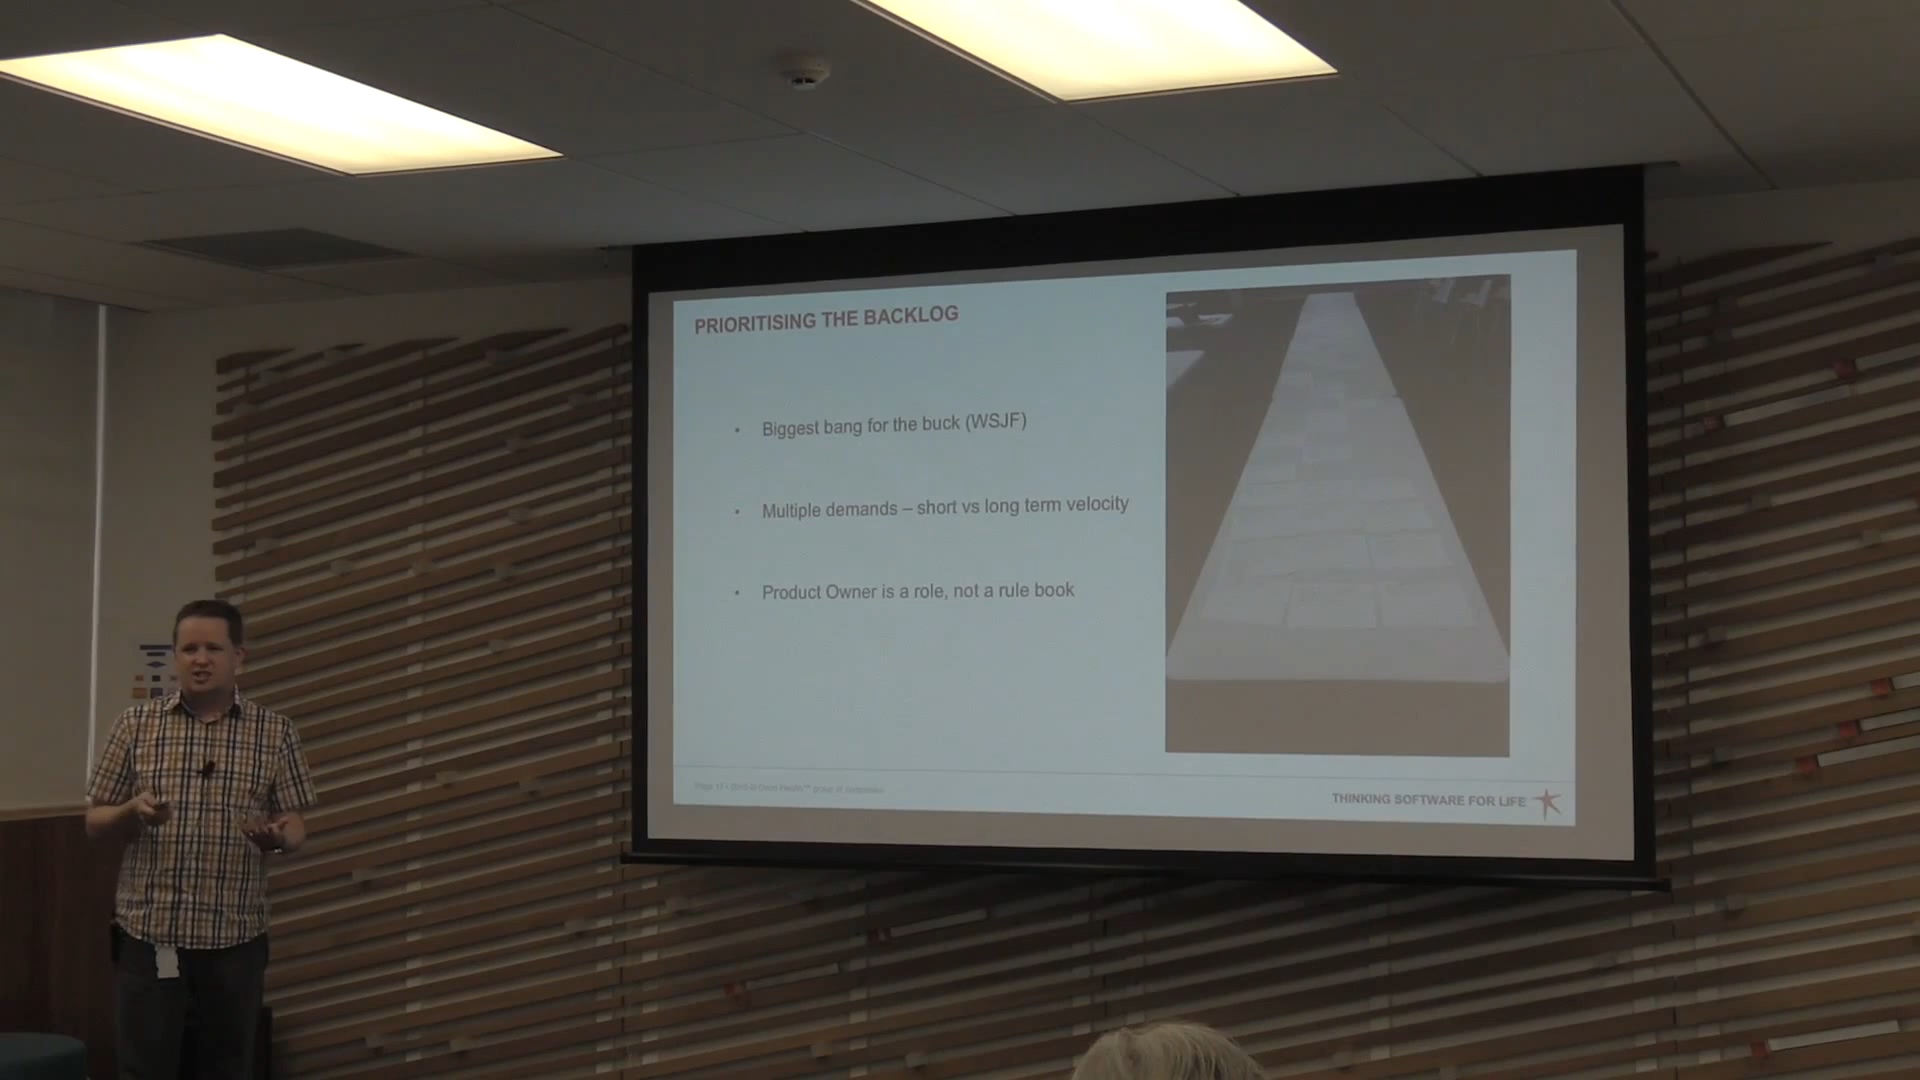 PRIORITISING THE BACKLOG
• Biggest bang for the buck (WSJF)
• Multiple demands – short vs long term velocity
• Product Owner is a role, not a rule book
THINKING SOFTWARE FOR LIFE